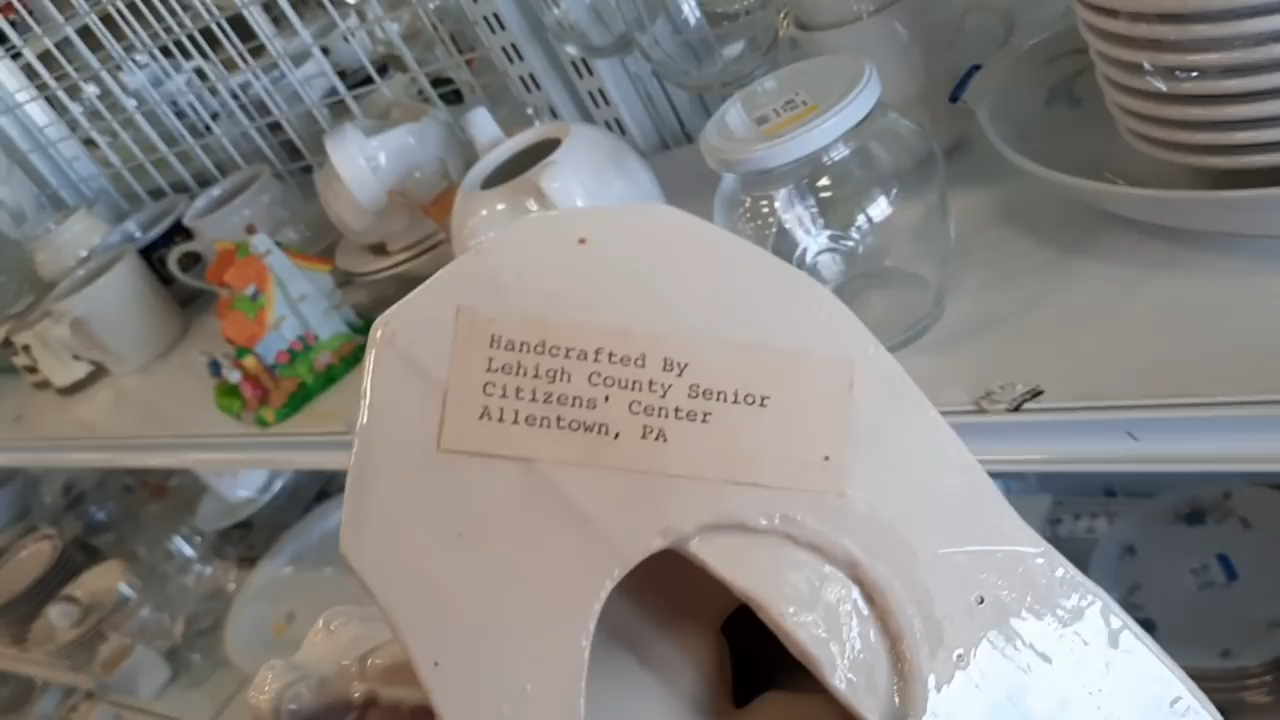 Handcrafted By
Lehigh County Senior
Citizens' Center
Allentown, PA